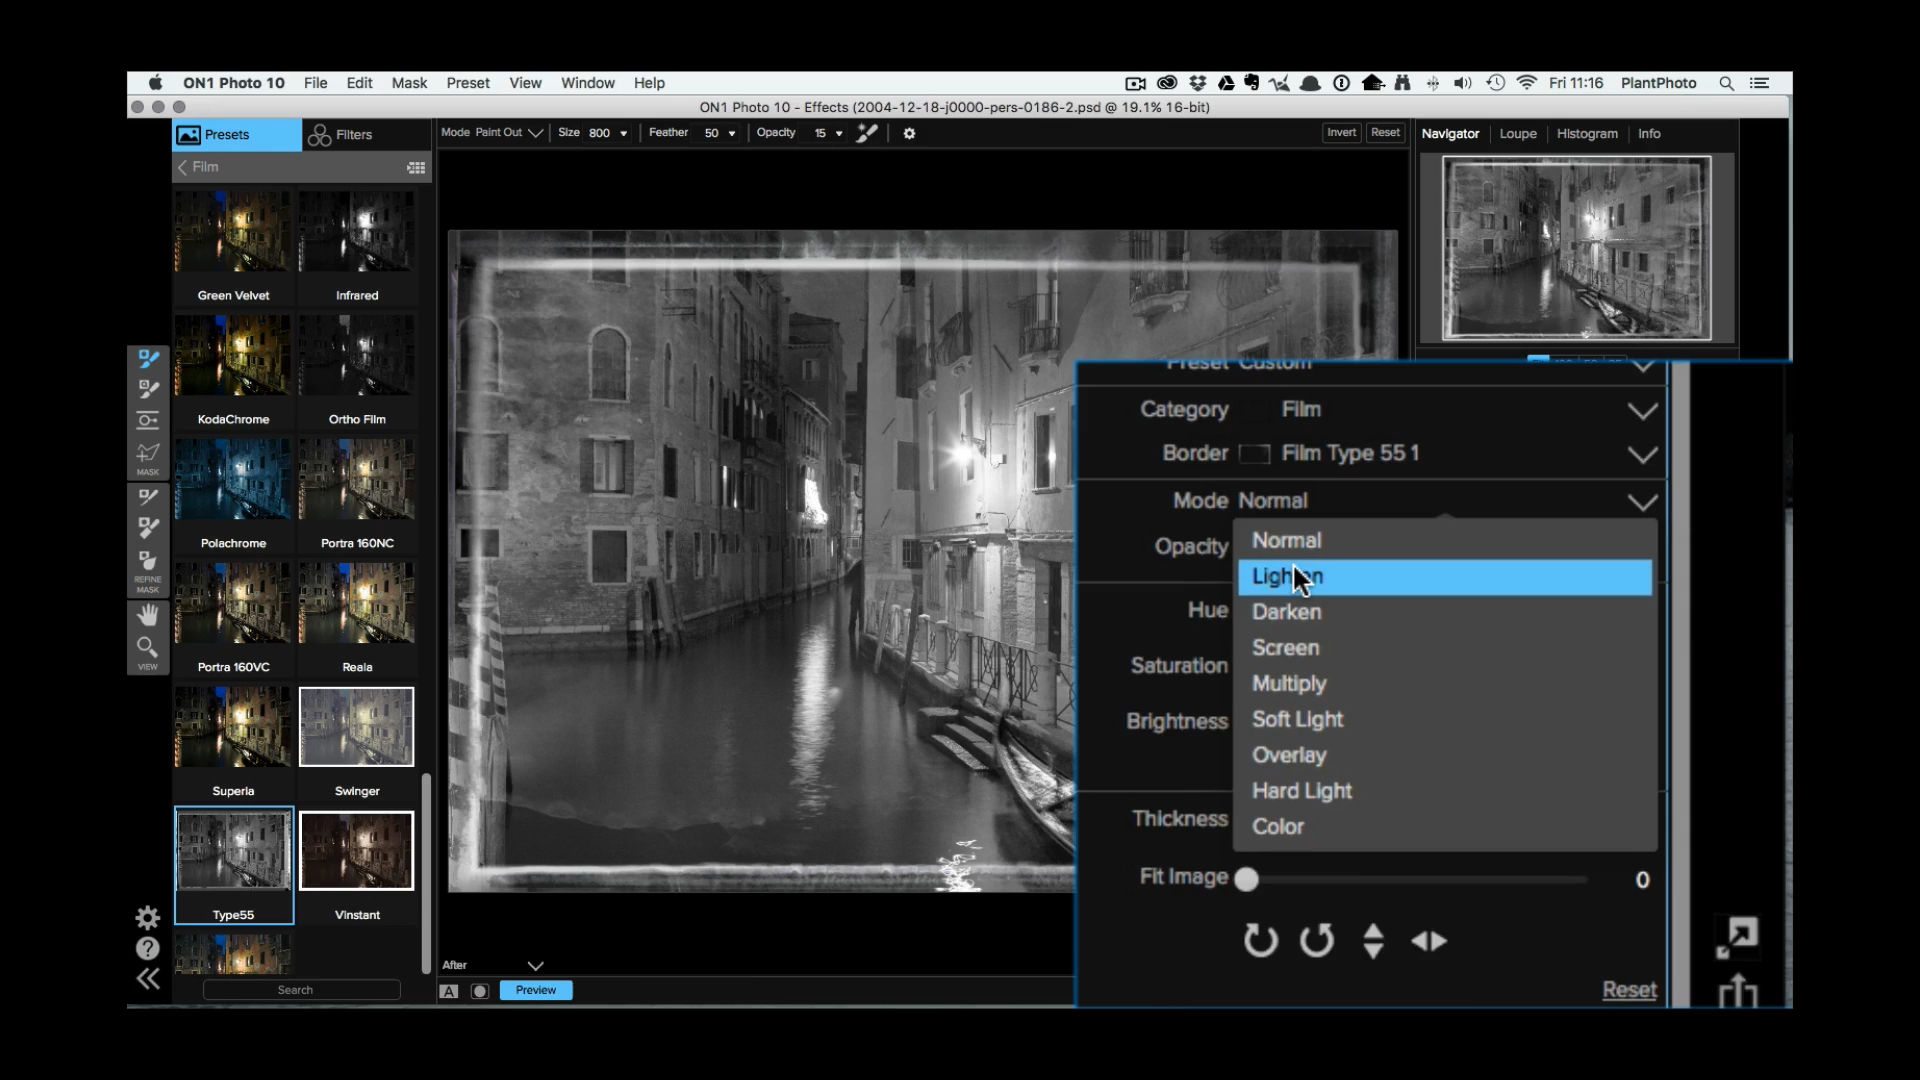 ON1 Photo 10 File Edit Mask Preset View Window Help Fri 11:16 PlantPhoto
ON1 Photo 10 - Effects (2004-12-18-j0000-pers-0186-2.psd @ 19.1% 16-bit)
Presets Filters
Mode Paint Out Size 800 Feather 50 Opacity 15 Invert Reset
Navigator Loupe Histogram Info
Film
Green Velvet Infrared
KodaChrome Ortho Film
Polachrome Portra 160NC
Portra 160VC Reala
Superia Swinger
Type55 Vinstant
Search
MASK
REFINE
MASK
VIEW
After
A Preview
Preset Custom
Category Film
Border Film Type 55 1
Mode Normal
Opacity
Hue
Saturation
Brightness
Thickness
Normal
Lighten
Darken
Screen
Multiply
Soft Light
Overlay
Hard Light
Color
Fit Image 0
Reset